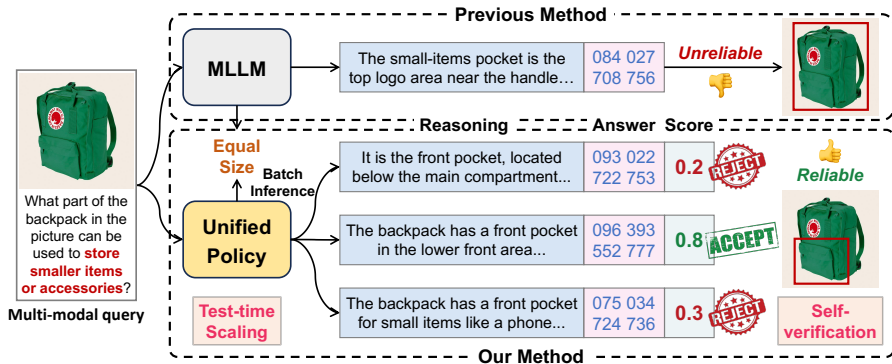 Previous Method
MLLM
The small-items pocket is the
top logo area near the handle…
084 027
708 756
Unreliable
What part of the
backpack in the
picture can be
used to store
smaller items
or accessories?
Multi-modal query
Equal
Size
Batch
Inference
Unified
Policy
Test-time
Scaling
Reasoning
Answer
Score
It is the front pocket, located
below the main compartment...
093 022
722 753
0.2
REJECT
The backpack has a front pocket
in the lower front area...
096 393
552 777
0.8
ACCEPT
The backpack has a front pocket
for small items like a phone...
075 034
724 736
0.3
REJECT
Reliable
Self-
verification
Our Method